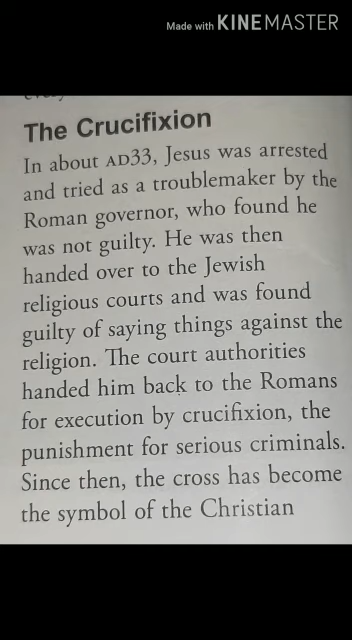 Made with KINEMASTER
The Crucifixion
In about AD33, Jesus was arrested
and tried as a troublemaker by the
Roman governor, who found he
was not guilty. He was then
handed over to the Jewish
religious courts and was found
guilty of saying things against the
religion. The court authorities
handed him back to the Romans
for execution by crucifixion, the
punishment for serious criminals.
Since then, the cross has become
the symbol of the Christian